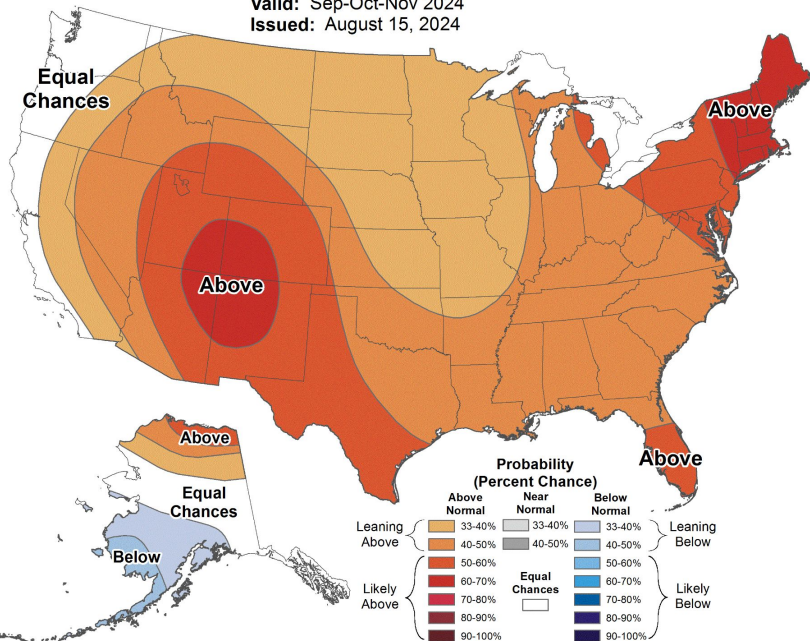 Valid: Sep-Oct-Nov 2024
Issued: August 15, 2024
Equal
Chances
Above
Above
Above
Above
Equal
Chances
Below
Probability
(Percent Chance)
Above
Normal
Near
Normal
Below
Normal
Leaning
Above
33-40%
40-50%
33-40%
40-50%
33-40%
40-50%
Leaning
Below
Likely
Above
50-60%
60-70%
70-80%
80-90%
90-100%
Equal
Chances
50-60%
60-70%
70-80%
80-90%
90-100%
Likely
Below